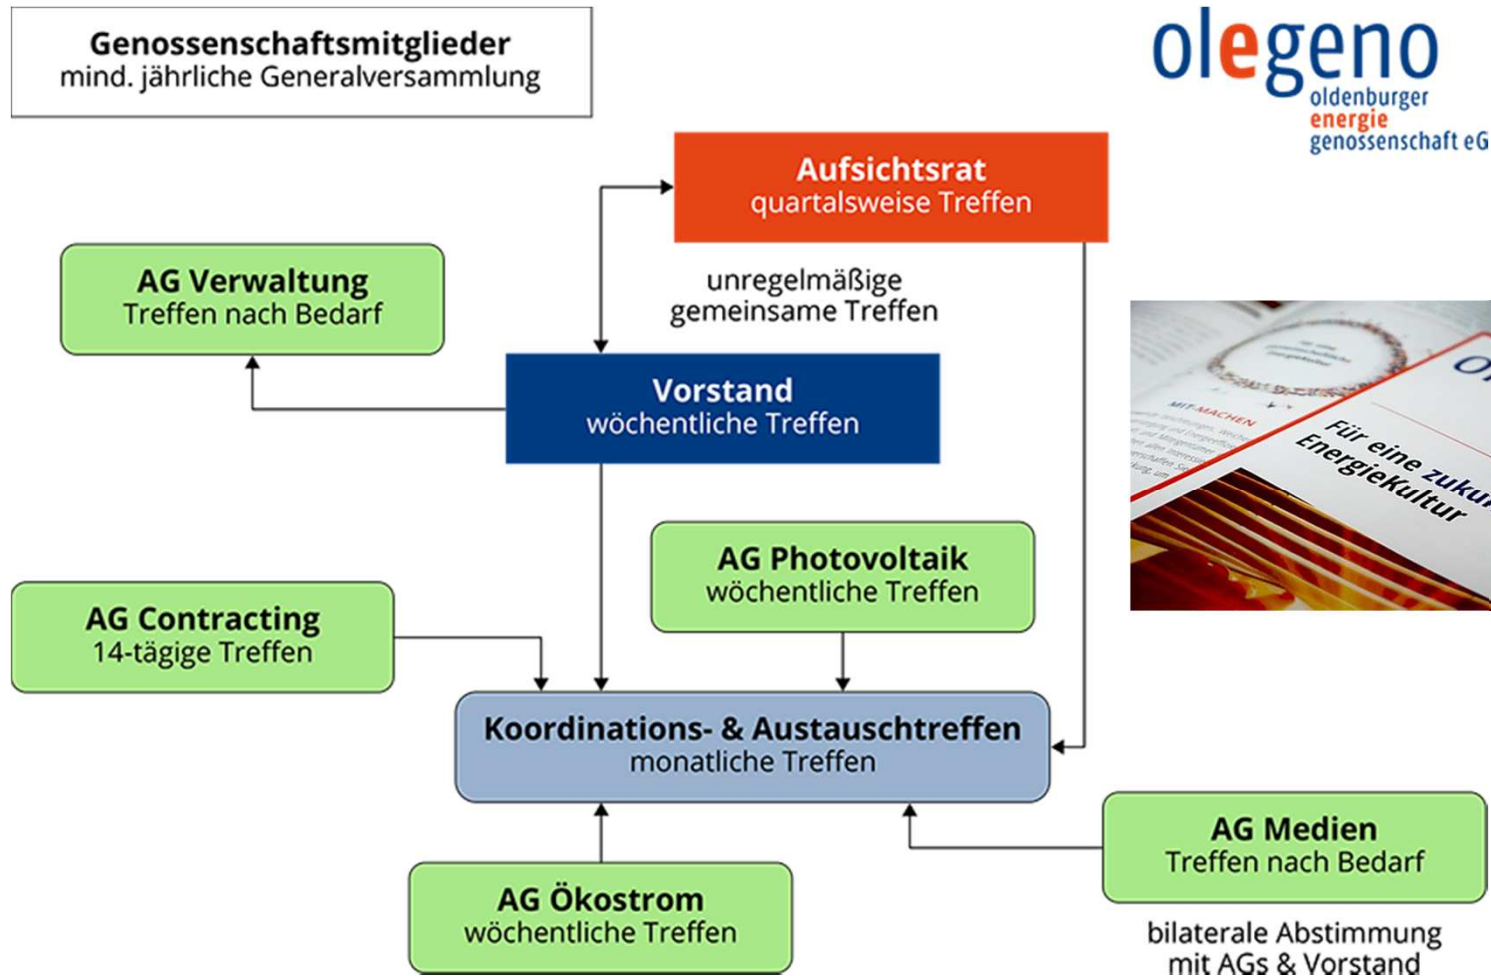 Genossenschaftsmitglieder
mind. jährliche Generalversammlung
olegeno
oldenburger
energie
genossenschaft eG
Aufsichtsrat
quartalsweise Treffen
AG Verwaltung
Treffen nach Bedarf
unregelmäßige
gemeinsame Treffen
Vorstand
wöchentliche Treffen
MIT-MACHEN
Für eine
EnergieKultur
AG Photovoltaik
wöchentliche Treffen
AG Contracting
14-tägige Treffen
Koordinations- & Austauschtreffen
monatliche Treffen
AG Medien
Treffen nach Bedarf
AG Ökostrom
wöchentliche Treffen
bilaterale Abstimmung
mit AGs & Vorstand